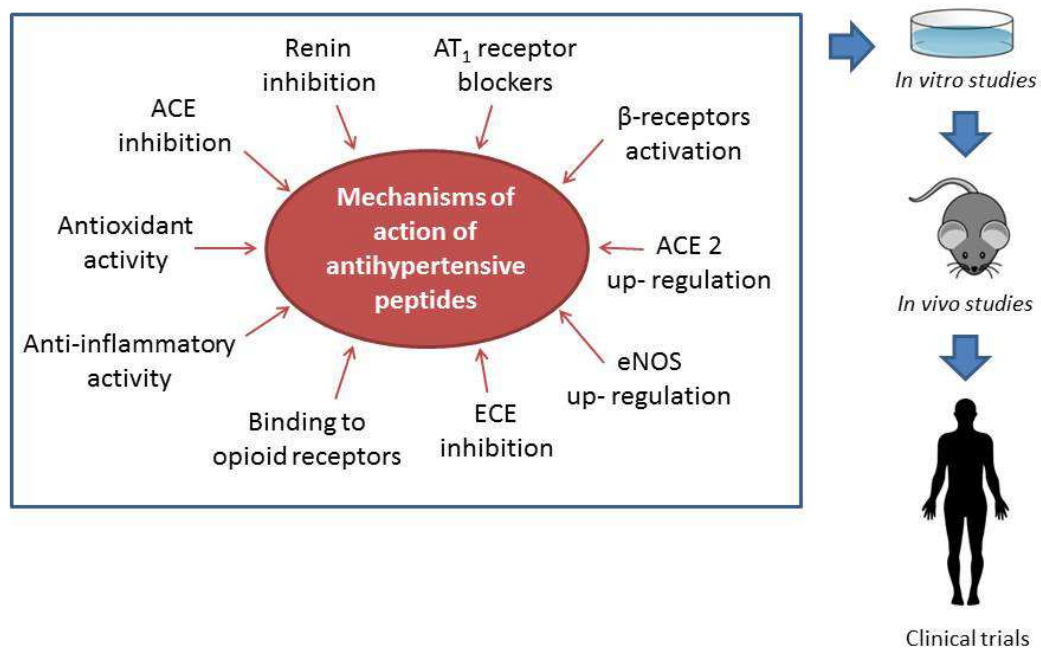 Renin
inhibition
AT₁ receptor
blockers
ACE
inhibition
β-receptors
activation
Mechanisms of
action of
antihypertensive
peptides
Antioxidant
activity
ACE 2
up- regulation
Anti-inflammatory
activity
eNOS
up- regulation
Binding to
opioid receptors
ECE
inhibition
In vitro studies
In vivo studies
Clinical trials